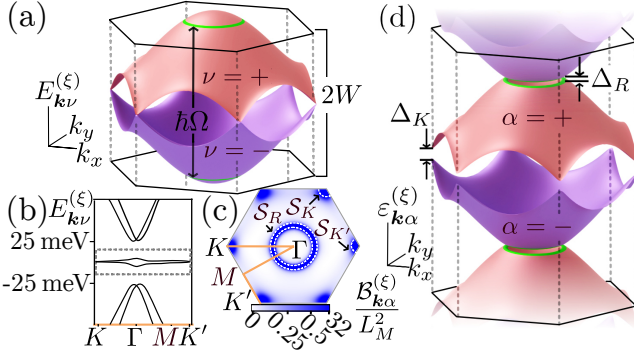 (a)
E_{kν}^{(ξ)}
k_y
k_x
ν = +
ħΩ
2W
ν = −
(b)
E_{kν}^{(ξ)}
25 meV
-25 meV
K Γ M K'
(c)
S_R S_K S_{K'}
K Γ
M
K'
0 0.25 0.5 32
B_{kα}^{(ξ)}
L_M^2
(d)
Δ_R
Δ_K
α = +
ε_{kα}^{(ξ)}
k_y
k_x
α = −